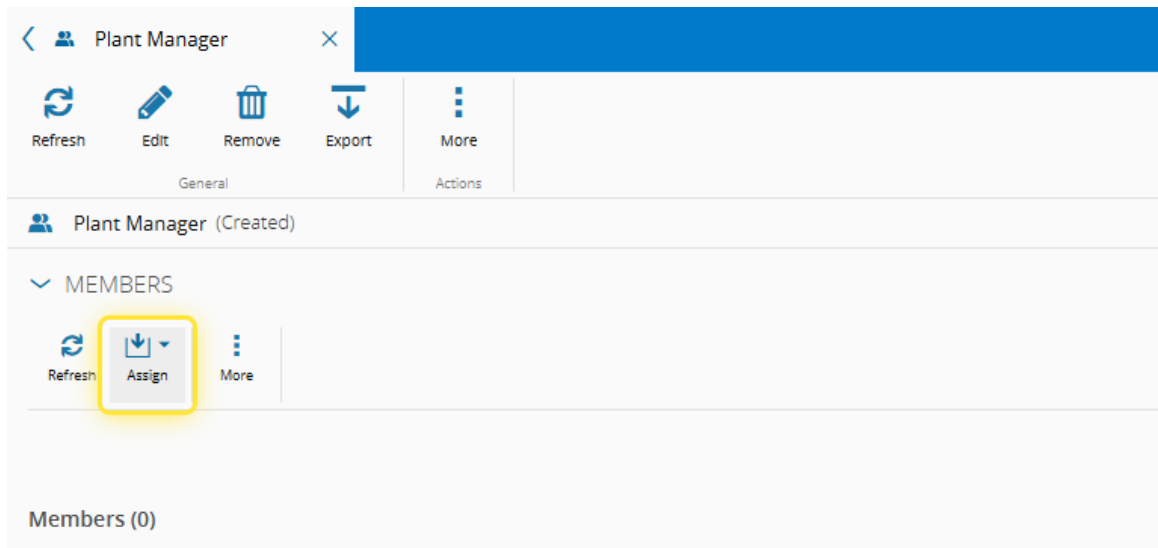 Plant Manager
Refresh Edit Remove Export More
General Actions
Plant Manager (Created)
MEMBERS
Refresh Assign More
Members (0)